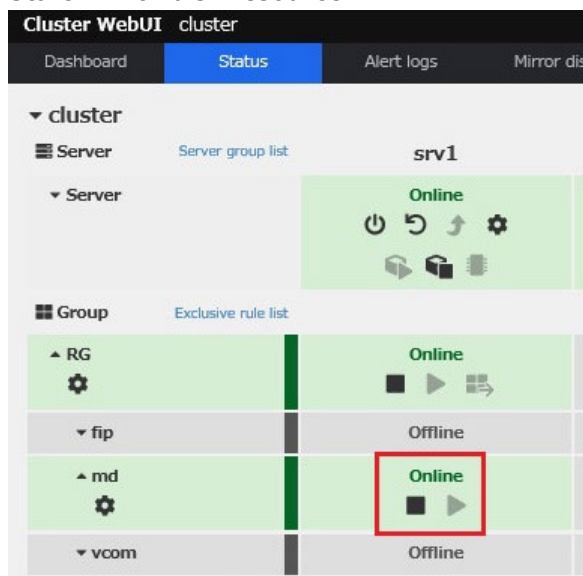 Cluster WebUI cluster
Dashboard Status Alert logs Mirror dis
cluster
Server Server group list srv1
Server Online
Group Exclusive rule list
RG Online
fip Offline
md Online
vcom Offline